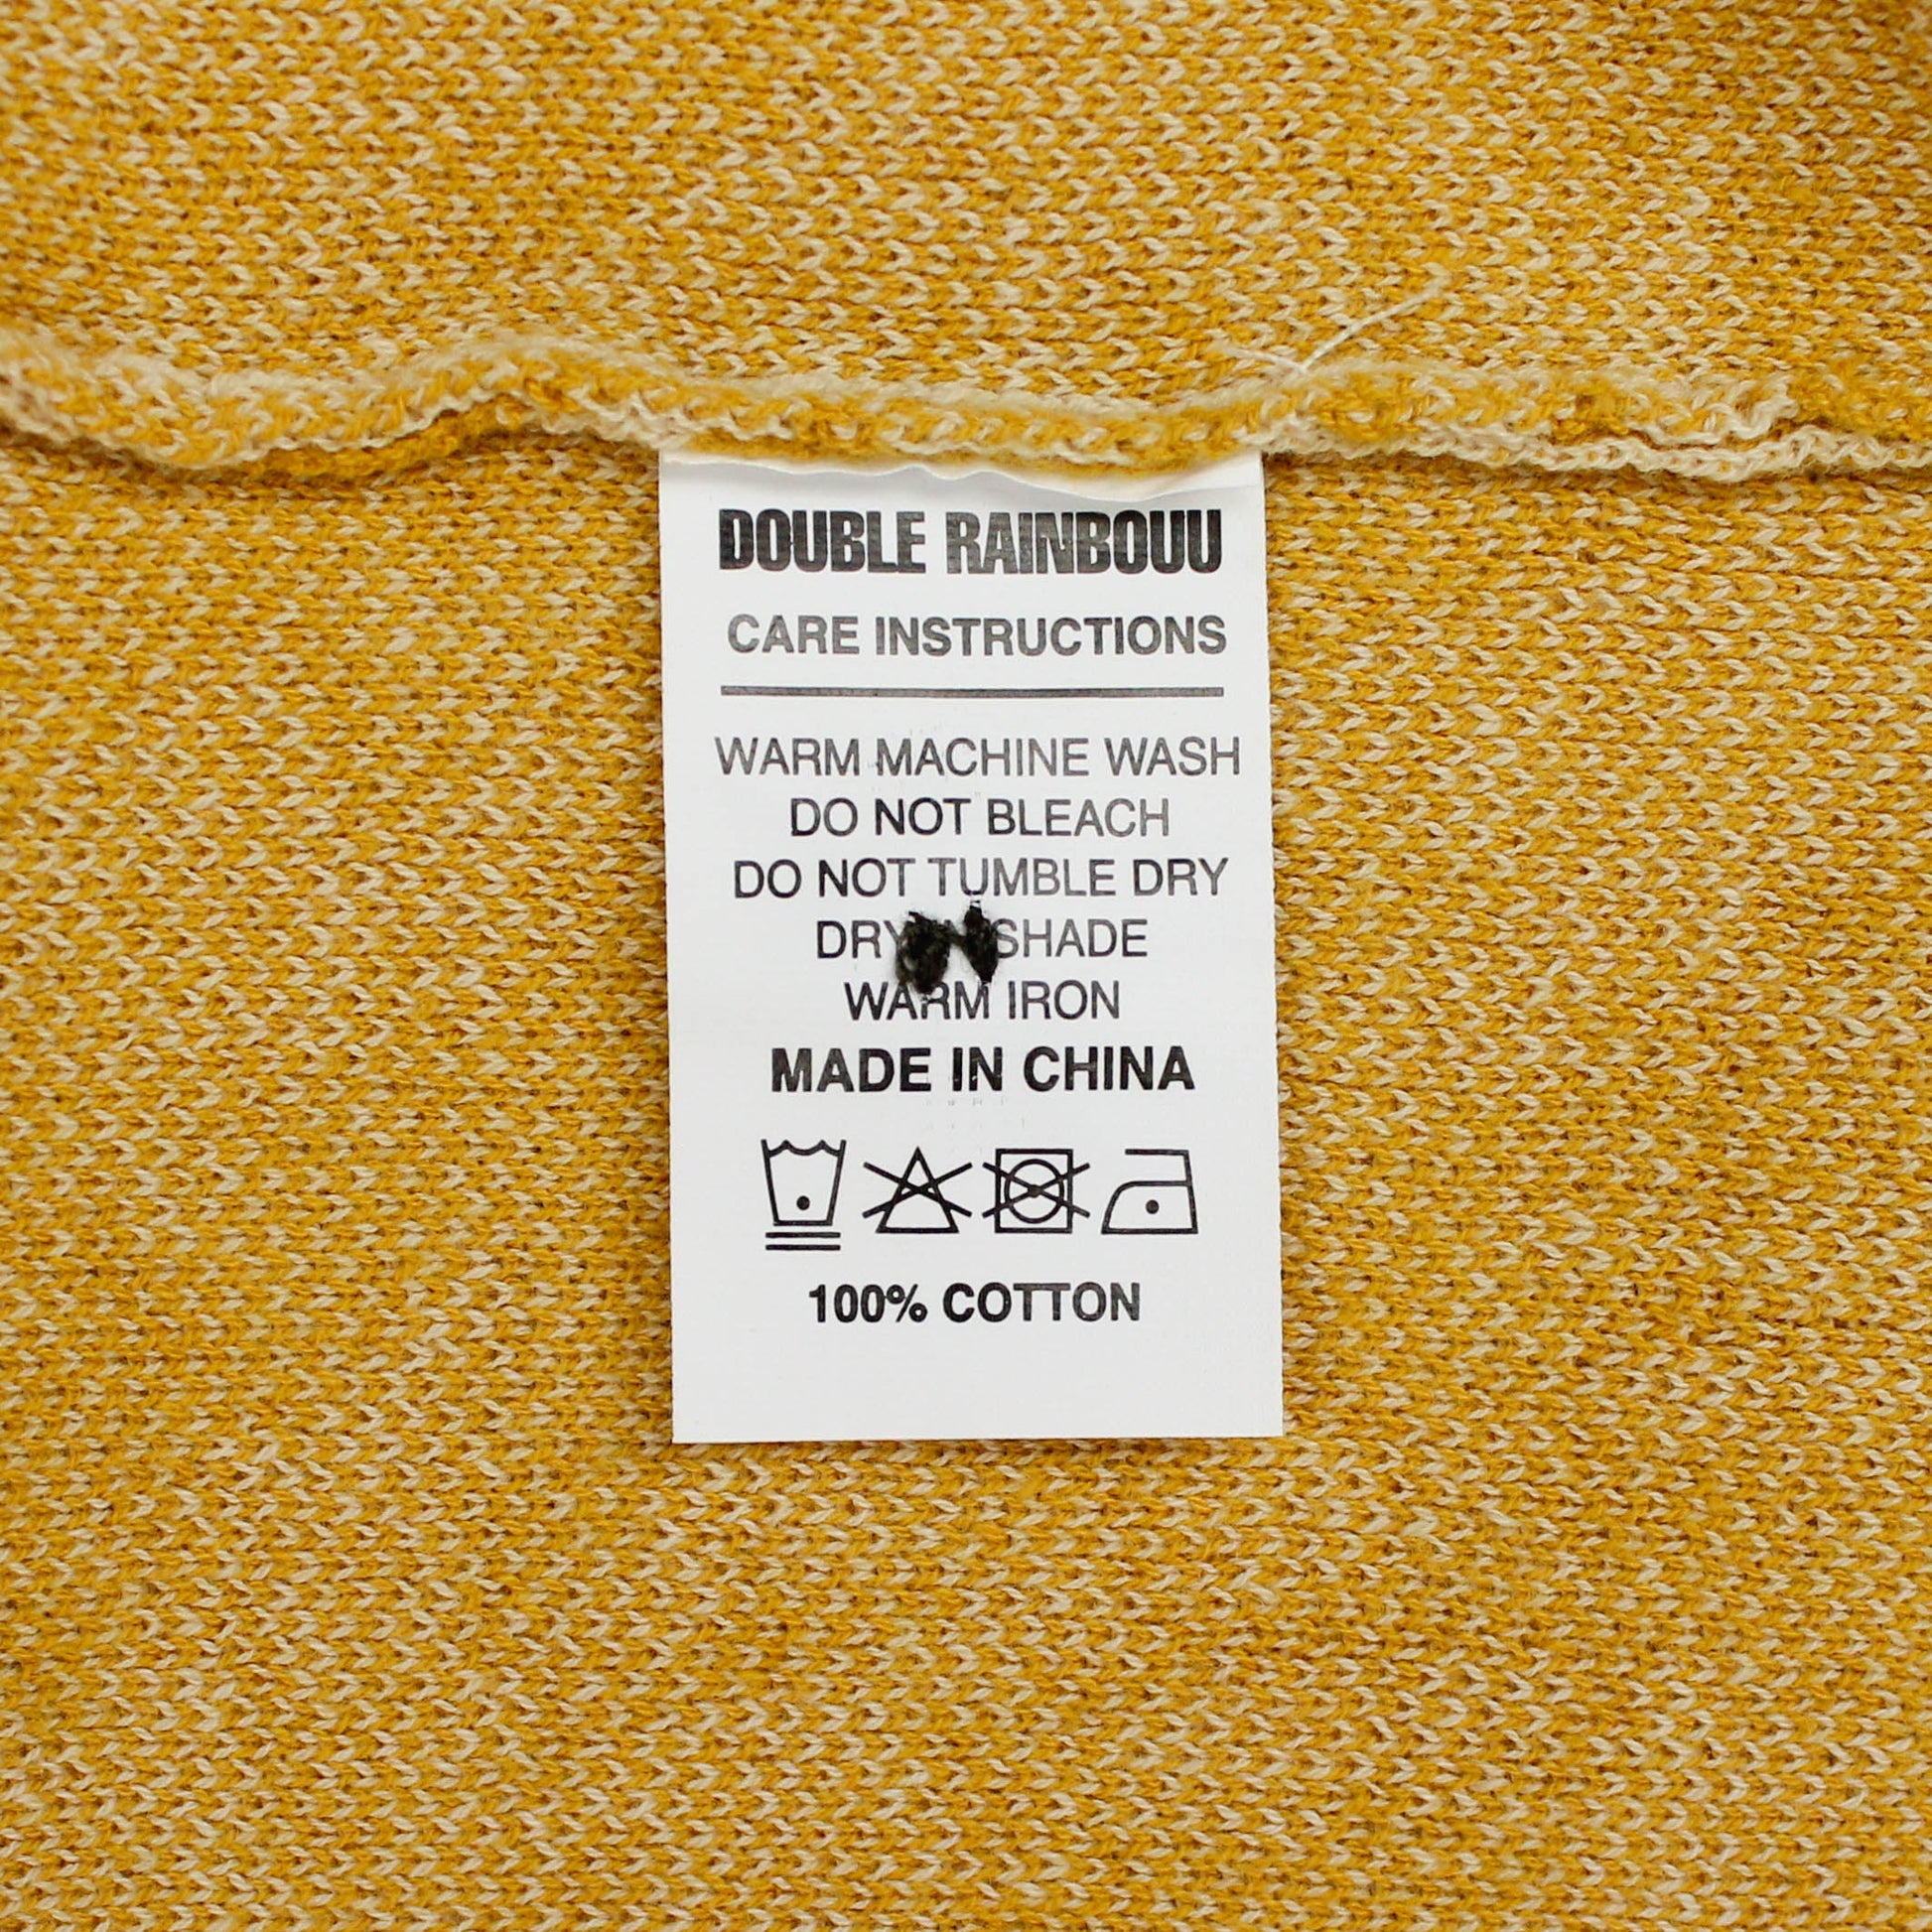 DOUBLE RAINBOUU
CARE INSTRUCTIONS
WARM MACHINE WASH
DO NOT BLEACH
DO NOT TUMBLE DRY
DRY SHADE
WARM IRON
MADE IN CHINA
100% COTTON